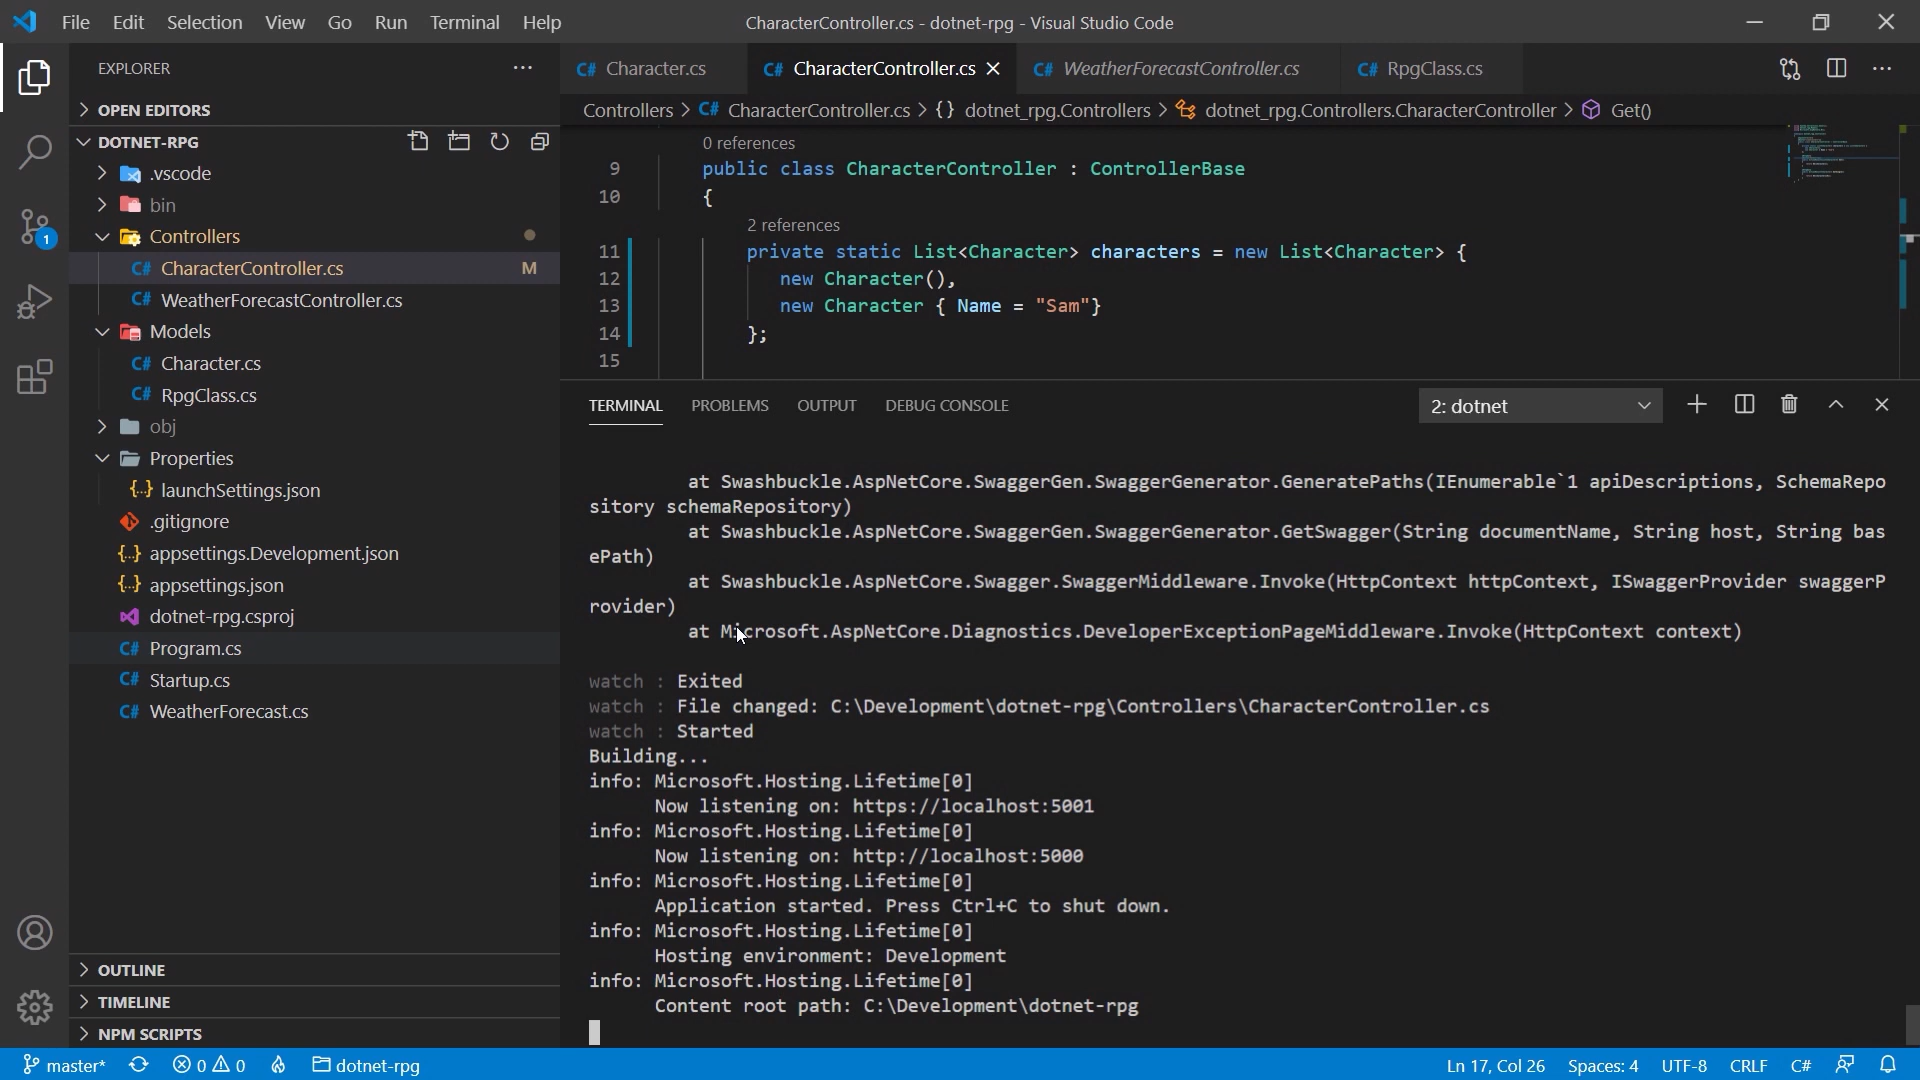 File Edit Selection View Go Run Terminal Help CharacterController.cs - dotnet-rpg - Visual Studio Code
EXPLORER
OPEN EDITORS
DOTNET-RPG
.vscode
bin
Controllers
CharacterController.cs M
WeatherForecastController.cs
Models
Character.cs
RpgClass.cs
obj
Properties
launchSettings.json
.gitignore
appsettings.Development.json
appsettings.json
dotnet-rpg.csproj
Program.cs
Startup.cs
WeatherForecast.cs
OUTLINE
TIMELINE
NPM SCRIPTS
1
C# Character.cs C# CharacterController.cs C# WeatherForecastController.cs C# RpgClass.cs
Controllers > C# CharacterController.cs > {} dotnet_rpg.Controllers > dotnet_rpg.Controllers.CharacterController > Get()
0 references
9 public class CharacterController : ControllerBase
10 {
2 references
11 private static List<Character> characters = new List<Character> {
12 new Character(),
13 new Character { Name = "Sam"}
14 };
15
TERMINAL PROBLEMS OUTPUT DEBUG CONSOLE 2: dotnet
at Swashbuckle.AspNetCore.SwaggerGen.SwaggerGenerator.GeneratePaths(IEnumerable`1 apiDescriptions, SchemaRepo
sitory schemaRepository)
at Swashbuckle.AspNetCore.SwaggerGen.SwaggerGenerator.GetSwagger(String documentName, String host, String bas
ePath)
at Swashbuckle.AspNetCore.Swagger.SwaggerMiddleware.Invoke(HttpContext httpContext, ISwaggerProvider swaggerP
rovider)
at Microsoft.AspNetCore.Diagnostics.DeveloperExceptionPageMiddleware.Invoke(HttpContext context)
watch : Exited
watch : File changed: C:\Development\dotnet-rpg\Controllers\CharacterController.cs
watch : Started
Building...
info: Microsoft.Hosting.Lifetime[0]
Now listening on: https://localhost:5001
info: Microsoft.Hosting.Lifetime[0]
Now listening on: http://localhost:5000
info: Microsoft.Hosting.Lifetime[0]
Application started. Press Ctrl+C to shut down.
info: Microsoft.Hosting.Lifetime[0]
Hosting environment: Development
info: Microsoft.Hosting.Lifetime[0]
Content root path: C:\Development\dotnet-rpg
master* 0 0 dotnet-rpg Ln 17, Col 26 Spaces: 4 UTF-8 CRLF C#